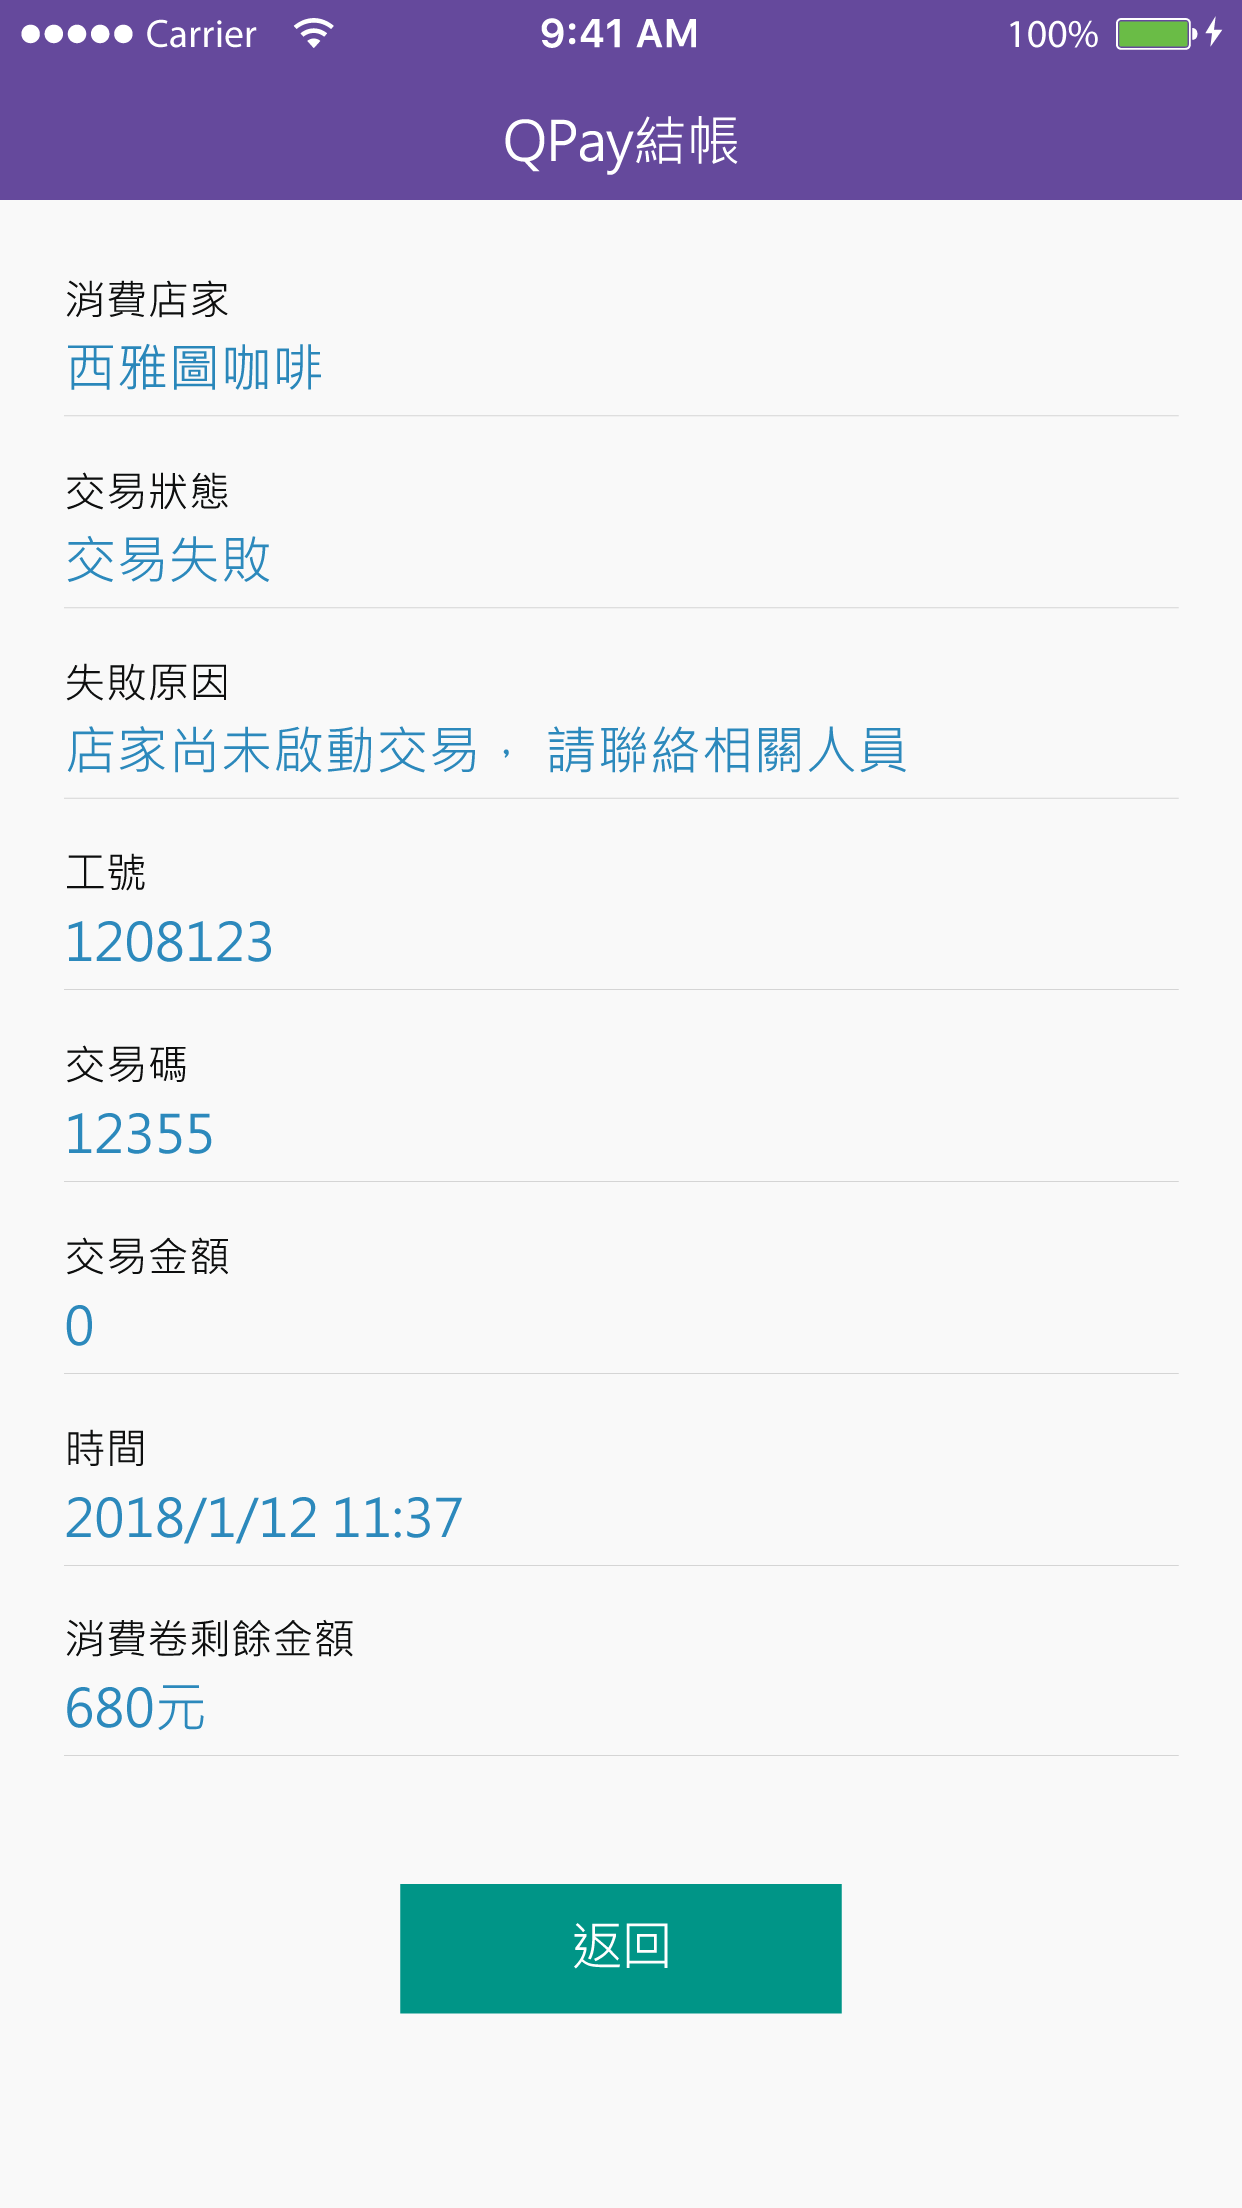 Carrier 9:41 AM 100%
QPay結帳
消費店家
西雅圖咖啡
交易狀態
交易失敗
失敗原因
店家尚未啟動交易，請聯絡相關人員
工號
1208123
交易碼
12355
交易金額
0
時間
2018/1/12 11:37
消費卷剩餘金額
680元
返回